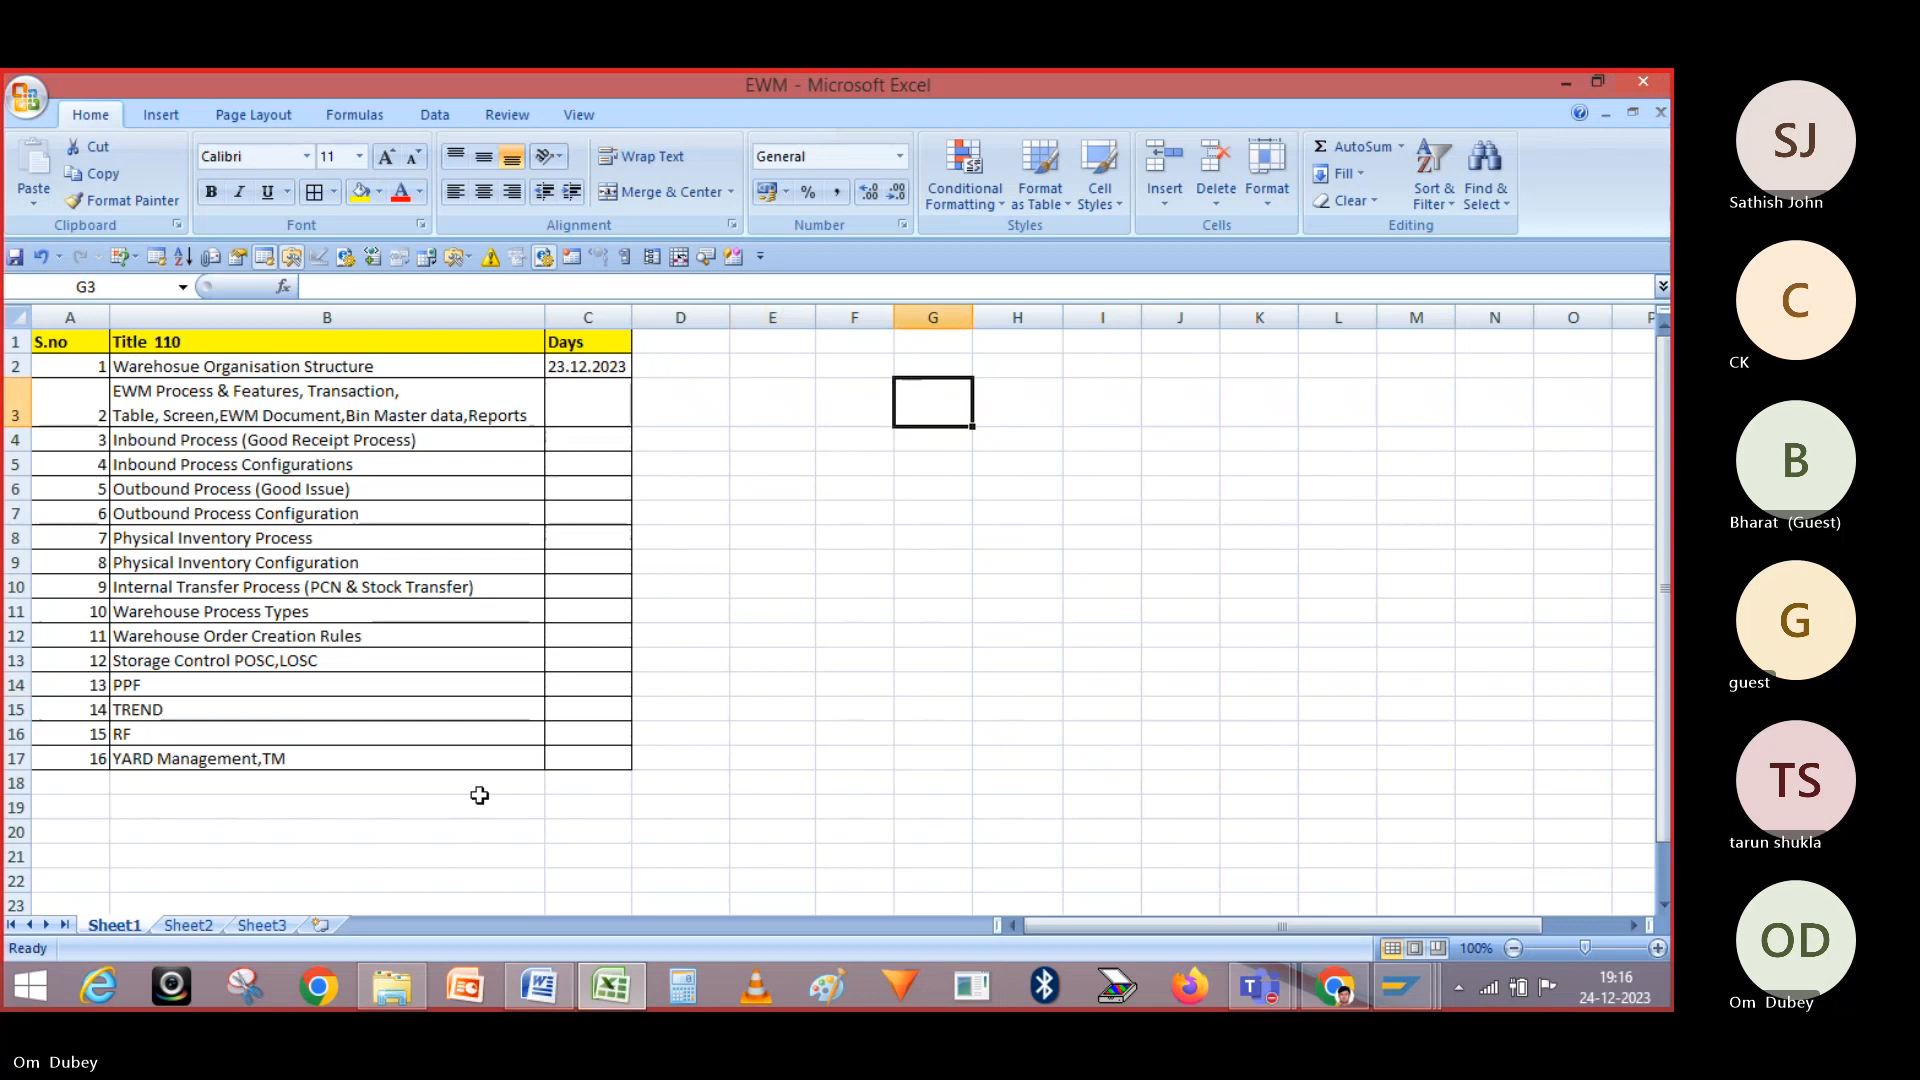 EWM - Microsoft Excel
Home Insert Page Layout Formulas Data Review View
Paste
Cut
Copy
Format Painter
Clipboard
Calibri 11
B I U
Font
Wrap Text
Merge & Center
Alignment
General
% ,
Number
Conditional Formatting
Format as Table
Cell Styles
Styles
Insert Delete Format
Cells
AutoSum
Fill
Clear
Sort & Filter
Find & Select
Editing
G3 fx
A B C D E F G H I J K L M N O P
1 S.no Title 110 Days
2 1 Warehosue Organisation Structure 23.12.2023
EWM Process & Features, Transaction,
3 2 Table, Screen,EWM Document,Bin Master data,Reports
4 3 Inbound Process (Good Receipt Process)
5 4 Inbound Process Configurations
6 5 Outbound Process (Good Issue)
7 6 Outbound Process Configuration
8 7 Physical Inventory Process
9 8 Physical Inventory Configuration
10 9 Internal Transfer Process (PCN & Stock Transfer)
11 10 Warehouse Process Types
12 11 Warehouse Order Creation Rules
13 12 Storage Control POSC,LOSC
14 13 PPF
15 14 TREND
16 15 RF
17 16 YARD Management,TM
18
19
20
21
22
23
Sheet1 Sheet2 Sheet3
Ready 100%
19:16
24-12-2023
SJ
Sathish John
C
CK
B
Bharat (Guest)
G
guest
TS
tarun shukla
OD
Om Dubey
Om Dubey